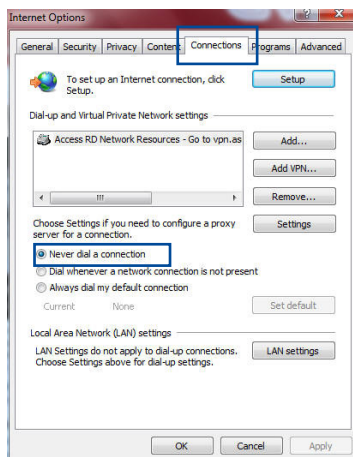 Internet Options
General Security Privacy Content Connections Programs Advanced
To set up an Internet connection, click
Setup.
Setup
Dial-up and Virtual Private Network settings
Access RD Network Resources - Go to vpn.as
Add...
Add VPN...
Remove...
Choose Settings if you need to configure a proxy
server for a connection.
Settings
Never dial a connection
Dial whenever a network connection is not present
Always dial my default connection
Current None
Set default
Local Area Network (LAN) settings
LAN Settings do not apply to dial-up connections.
Choose Settings above for dial-up settings.
LAN settings
OK Cancel Apply